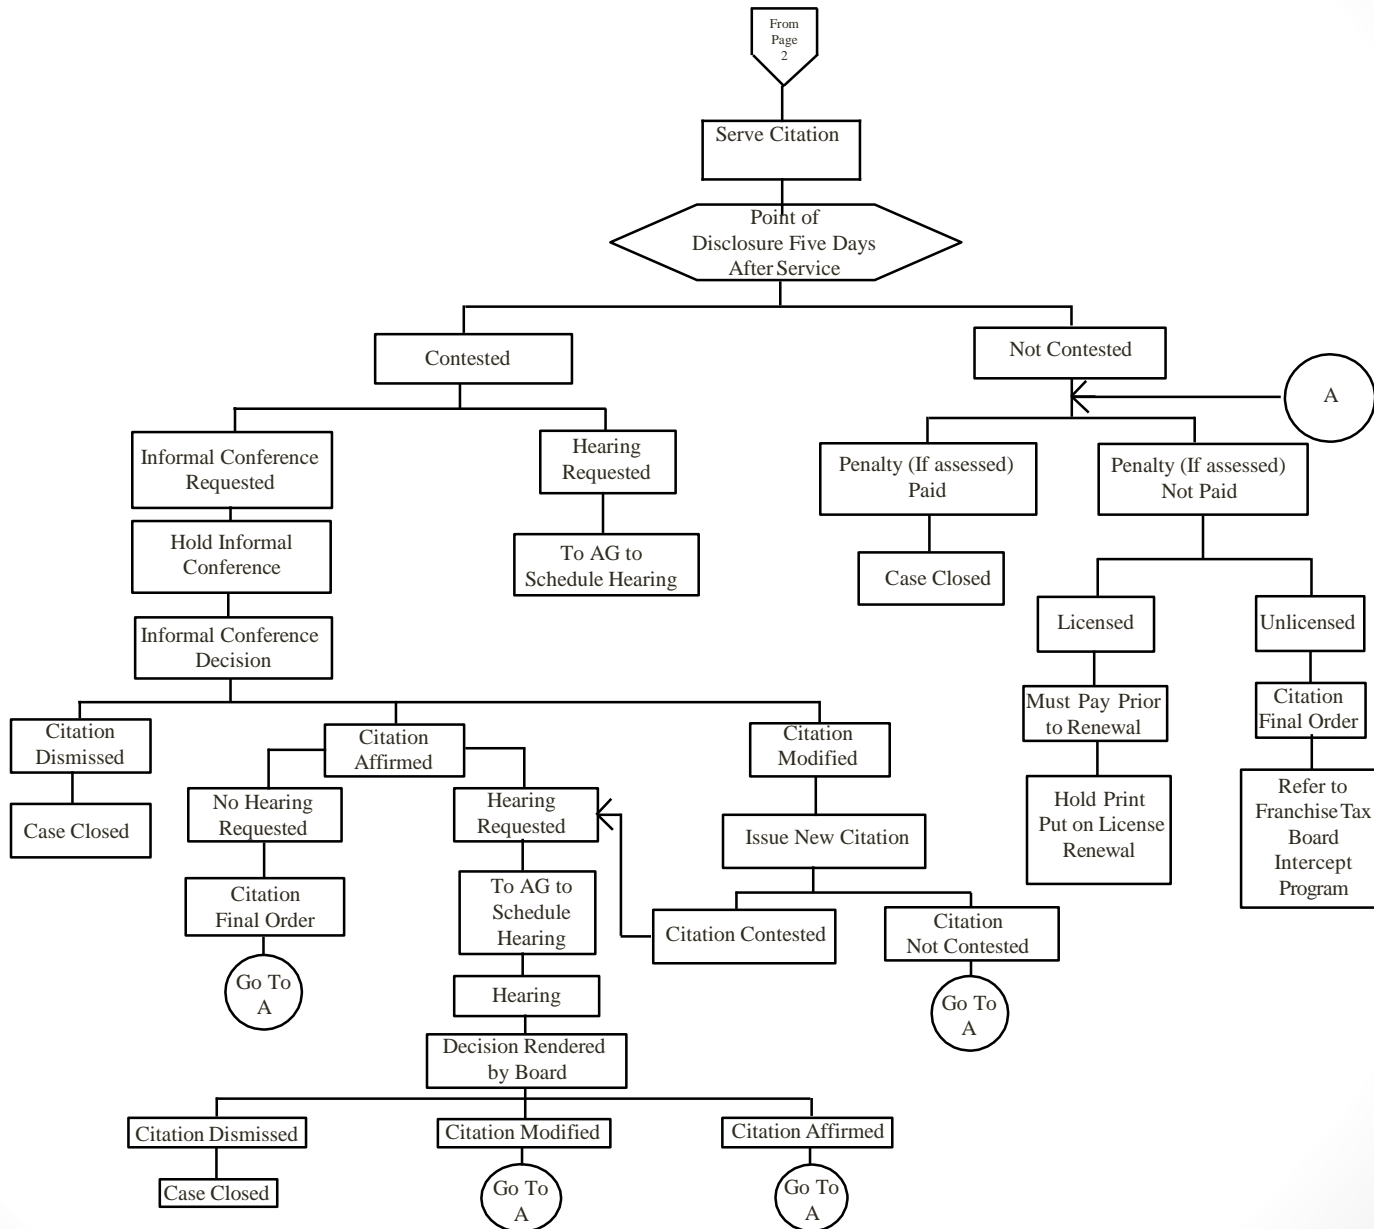 From
Page
2
Serve Citation
Point of
Disclosure Five Days
After Service
Contested
Not Contested
A
Informal Conference
Requested
Hearing
Requested
Penalty (If assessed)
Paid
Penalty (If assessed)
Not Paid
Hold Informal
Conference
To AG to
Schedule Hearing
Case Closed
Licensed
Unlicensed
Informal Conference
Decision
Must Pay Prior
to Renewal
Citation
Final Order
Citation
Dismissed
Citation
Affirmed
Citation
Modified
Hold Print
Put on License
Renewal
Refer to
Franchise Tax
Board
Intercept
Program
Case Closed
No Hearing
Requested
Hearing
Requested
Issue New Citation
Citation
Final Order
To AG to
Schedule
Hearing
Citation Contested
Citation
Not Contested
Go To
A
Hearing
Go To
A
Decision Rendered
by Board
Citation Dismissed
Citation Modified
Citation Affirmed
Case Closed
Go To
A
Go To
A